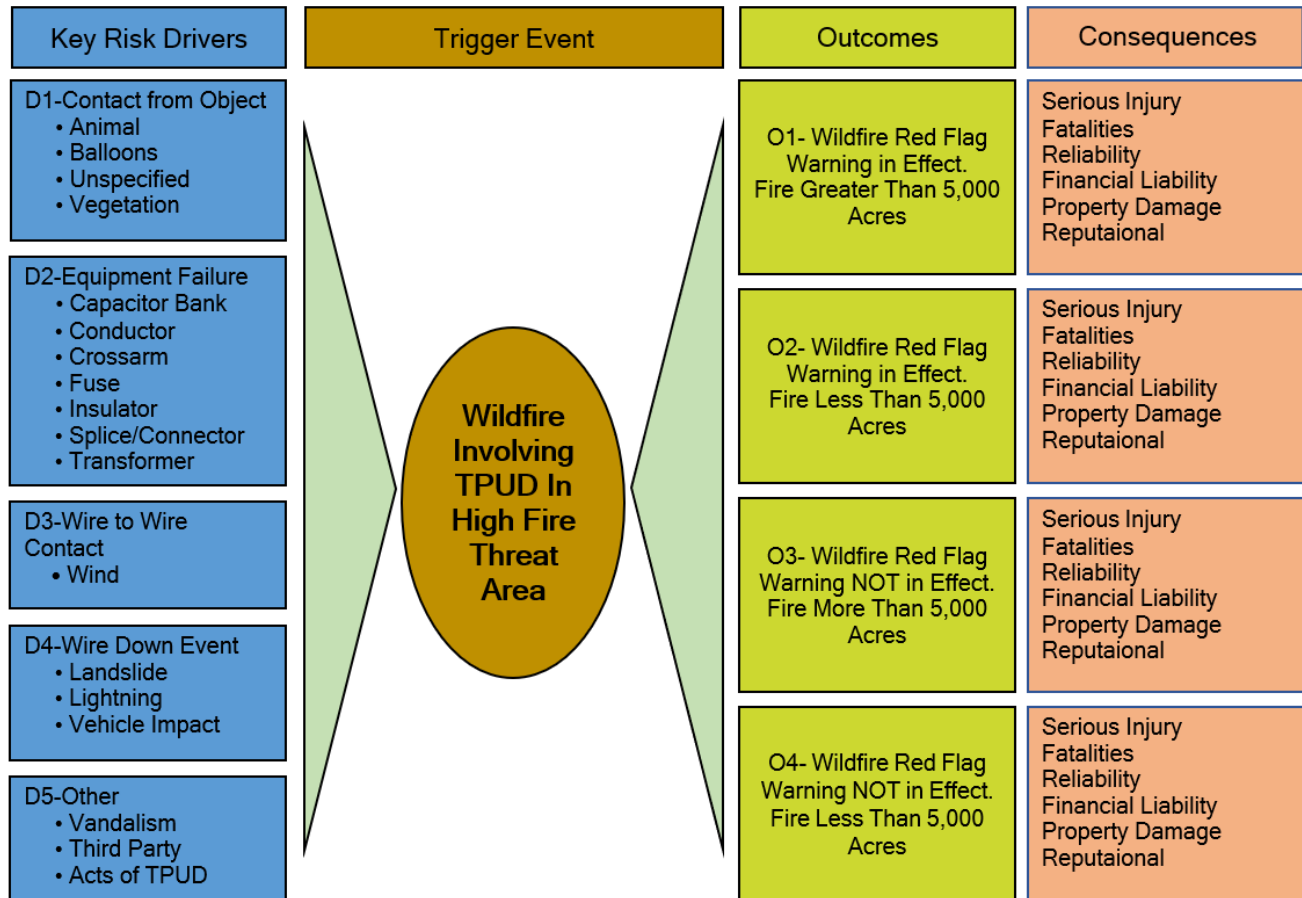 Key Risk Drivers
Trigger Event
Outcomes
Consequences
D1-Contact from Object
• Animal
• Balloons
• Unspecified
• Vegetation
D2-Equipment Failure
• Capacitor Bank
• Conductor
• Crossarm
• Fuse
• Insulator
• Splice/Connector
• Transformer
D3-Wire to Wire
Contact
• Wind
D4-Wire Down Event
• Landslide
• Lightning
• Vehicle Impact
D5-Other
• Vandalism
• Third Party
• Acts of TPUD
Wildfire
Involving
TPUD In
High Fire
Threat
Area
O1- Wildfire Red Flag
Warning in Effect.
Fire Greater Than 5,000
Acres
Serious Injury
Fatalities
Reliability
Financial Liability
Property Damage
Reputaional
O2- Wildfire Red Flag
Warning in Effect.
Fire Less Than 5,000
Acres
Serious Injury
Fatalities
Reliability
Financial Liability
Property Damage
Reputaional
O3- Wildfire Red Flag
Warning NOT in Effect.
Fire More Than 5,000
Acres
Serious Injury
Fatalities
Reliability
Financial Liability
Property Damage
Reputaional
O4- Wildfire Red Flag
Warning NOT in Effect.
Fire Less Than 5,000
Acres
Serious Injury
Fatalities
Reliability
Financial Liability
Property Damage
Reputaional